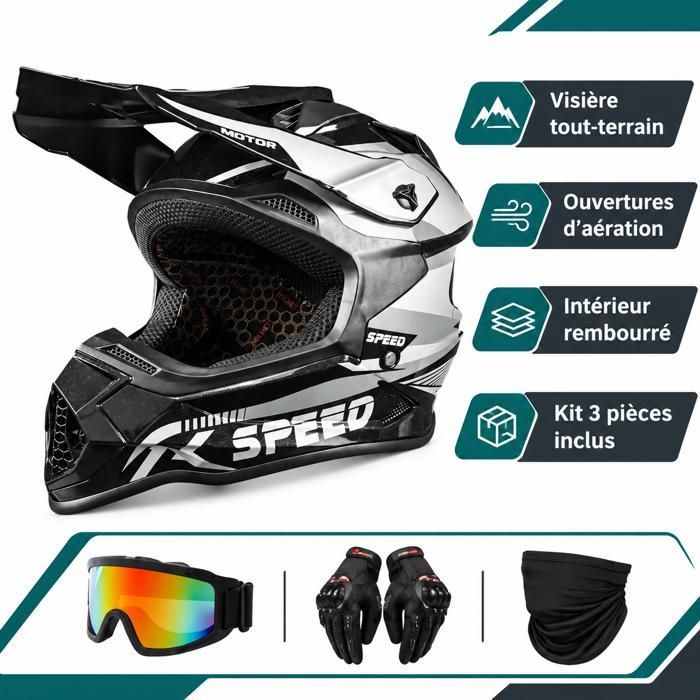 MOTOR
SPEED
SPEED
Visière
tout-terrain
Ouvertures
d'aération
Intérieur
rembourré
Kit 3 pièces
inclus